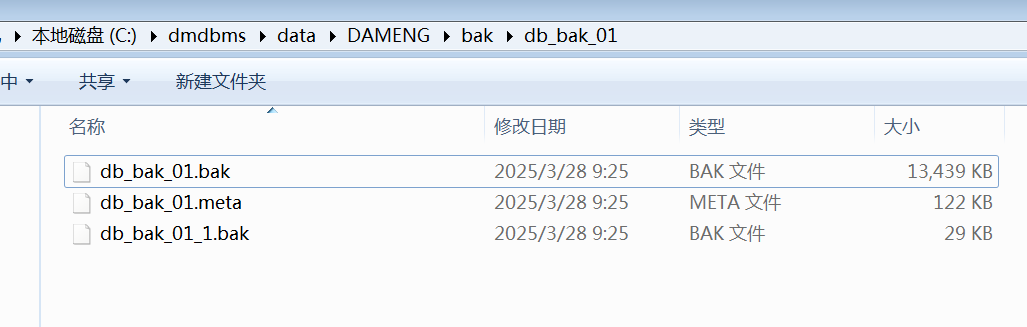 本地磁盘 (C:) dmdbms data DAMENG bak db_bak_01
中 共享 新建文件夹
名称 修改日期 类型 大小
db_bak_01.bak 2025/3/28 9:25 BAK 文件 13,439 KB
db_bak_01.meta 2025/3/28 9:25 META 文件 122 KB
db_bak_01_1.bak 2025/3/28 9:25 BAK 文件 29 KB